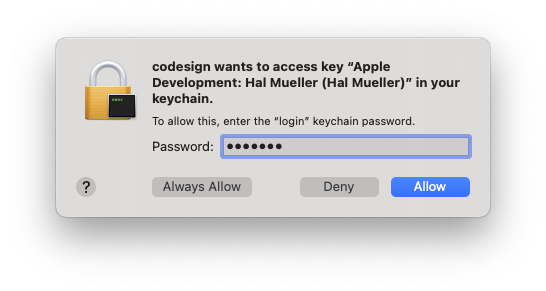 codesign wants to access key “Apple
Development: Hal Mueller (Hal Mueller)” in your
keychain.
To allow this, enter the “login” keychain password.
Password: •••••••
? Always Allow Deny Allow